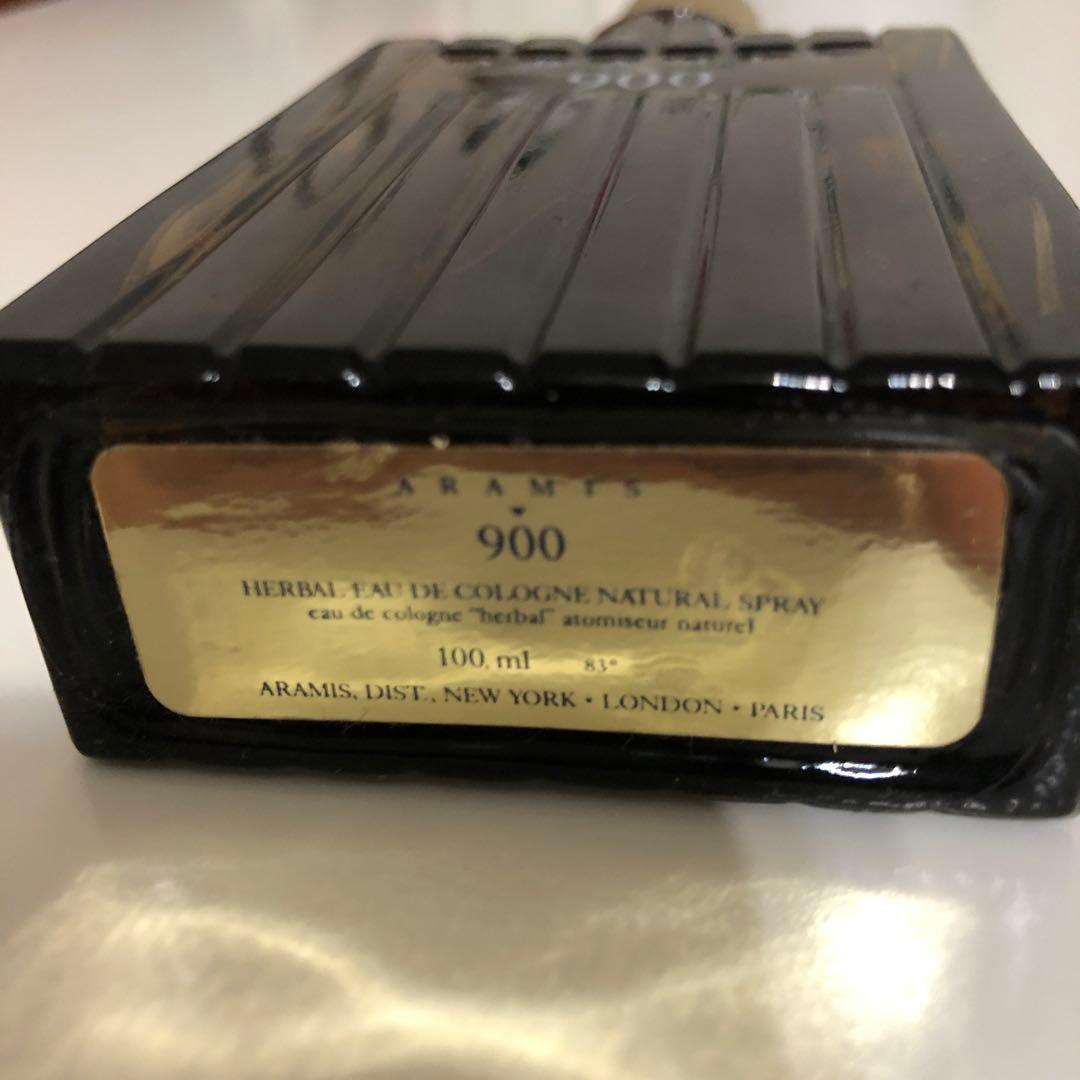 900
ARAMIS
900
HERBAL EAU DE COLOGNE NATURAL SPRAY
eau de cologne "herbal" atomiseur naturel
100 ml 83°
ARAMIS, DIST., NEW YORK • LONDON • PARIS